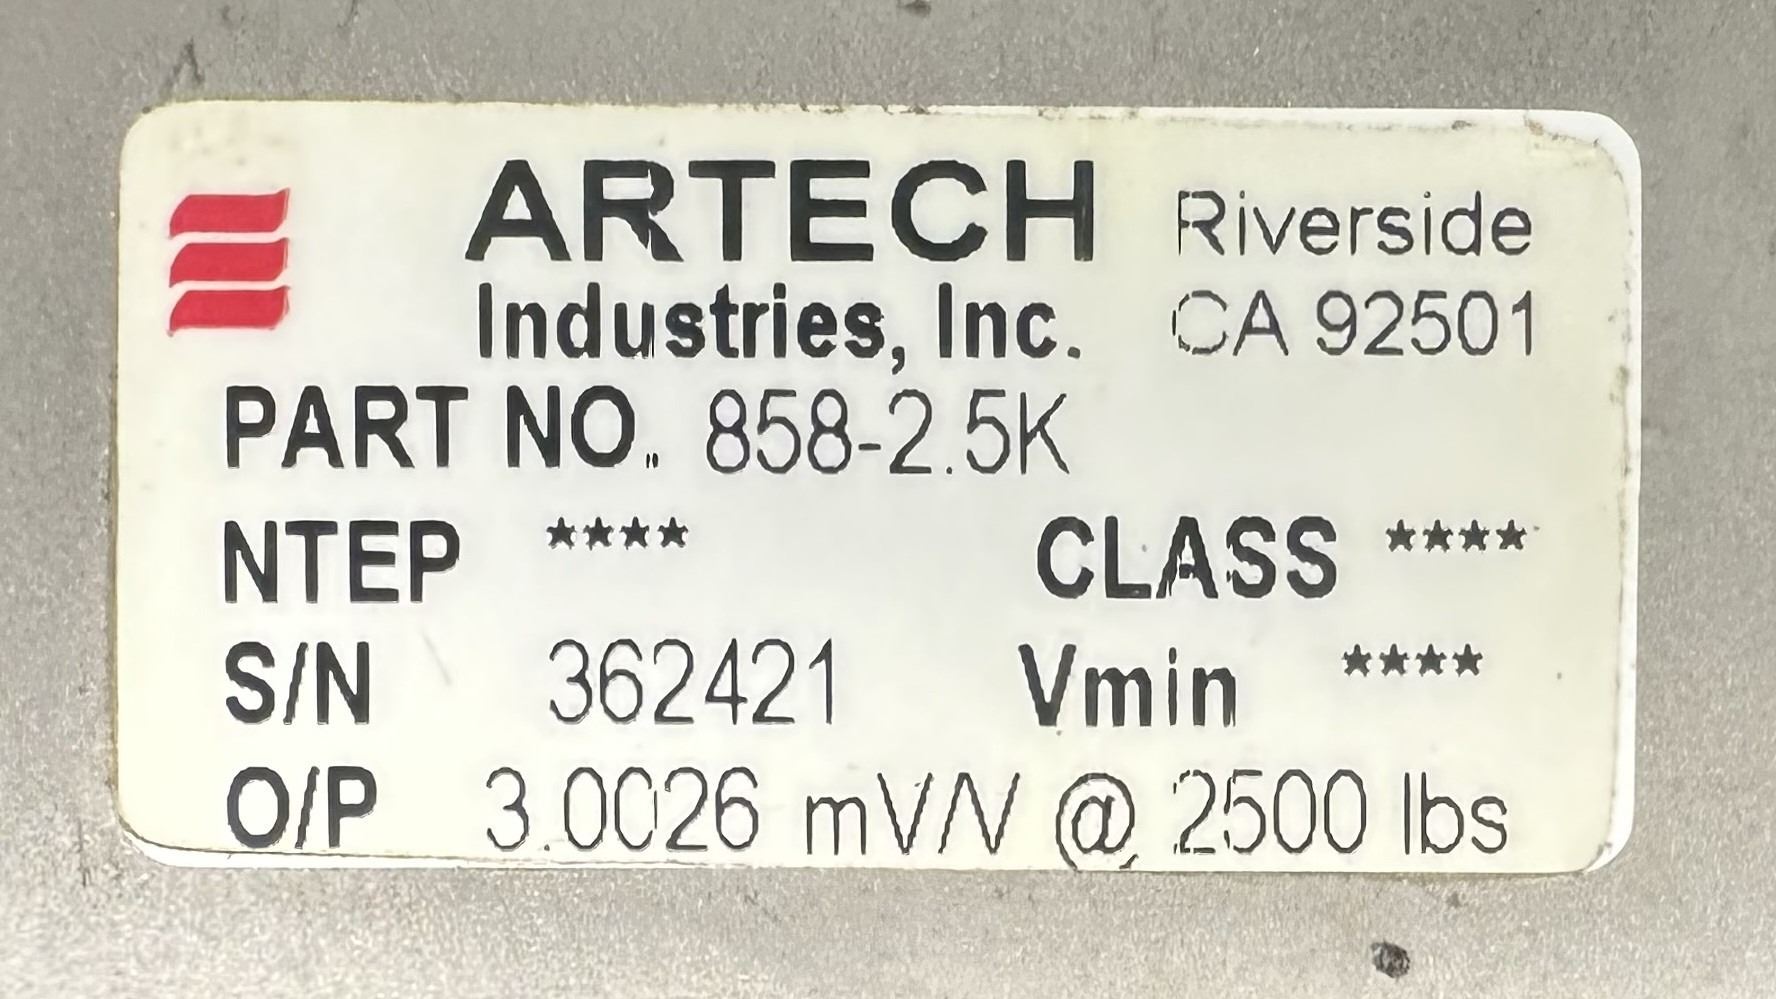 ARTECH Riverside
Industries, Inc. CA 92501
PART NO. 858-2.5K
NTEP **** CLASS ****
S/N 362421 Vmin ****
O/P 3.0026 mV/V @ 2500 lbs